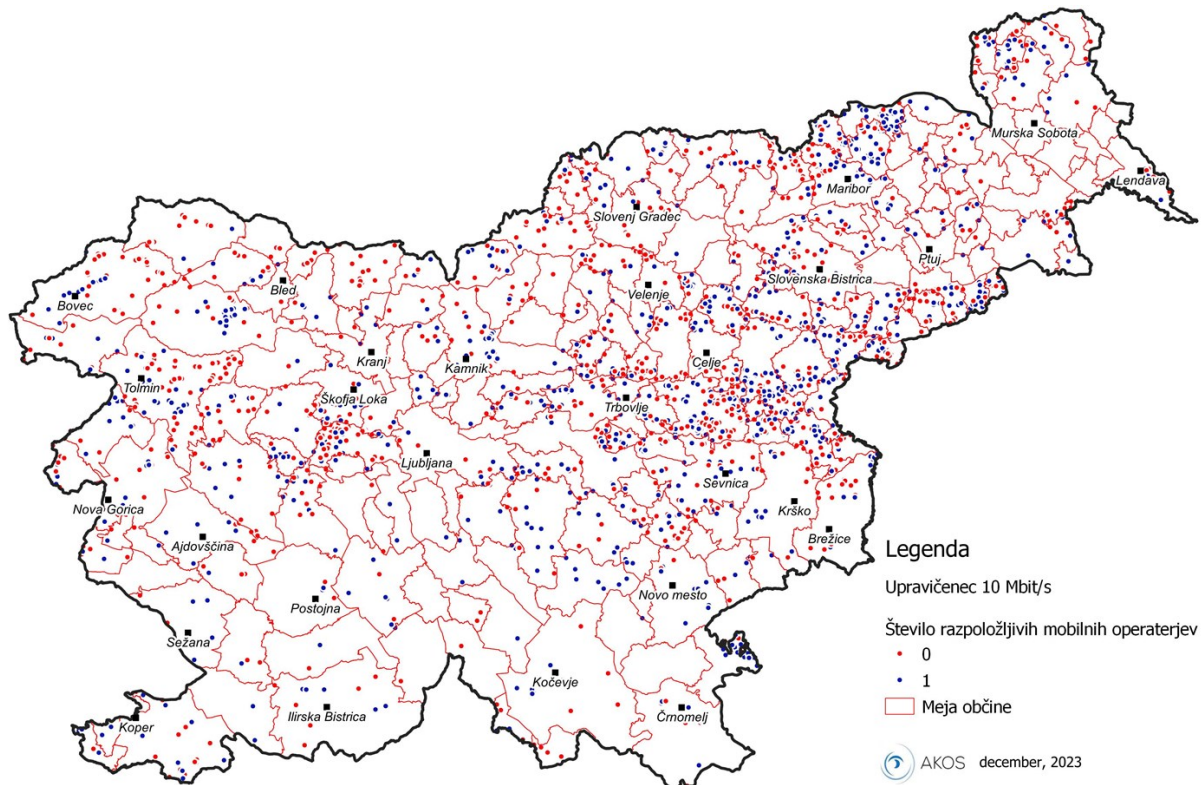 Murska Sobota
Lendava
Maribor
Slovenj Gradec
Ptuj
Slovenska Bistrica
Bled
Velenje
Bovec
Kranj
Kamnik
Celje
Tolmin
Škofja Loka
Trbovlje
Ljubljana
Sevnica
Nova Gorica
Krško
Brežice
Ajdovščina
Novo mesto
Postojna
Sežana
Kočevje
Ilirska Bistrica
Črnomelj
Koper
Legenda
Upravičenec 10 Mbit/s
Število razpoložljivih mobilnih operaterjev
0
1
Meja občine
AKOS december, 2023